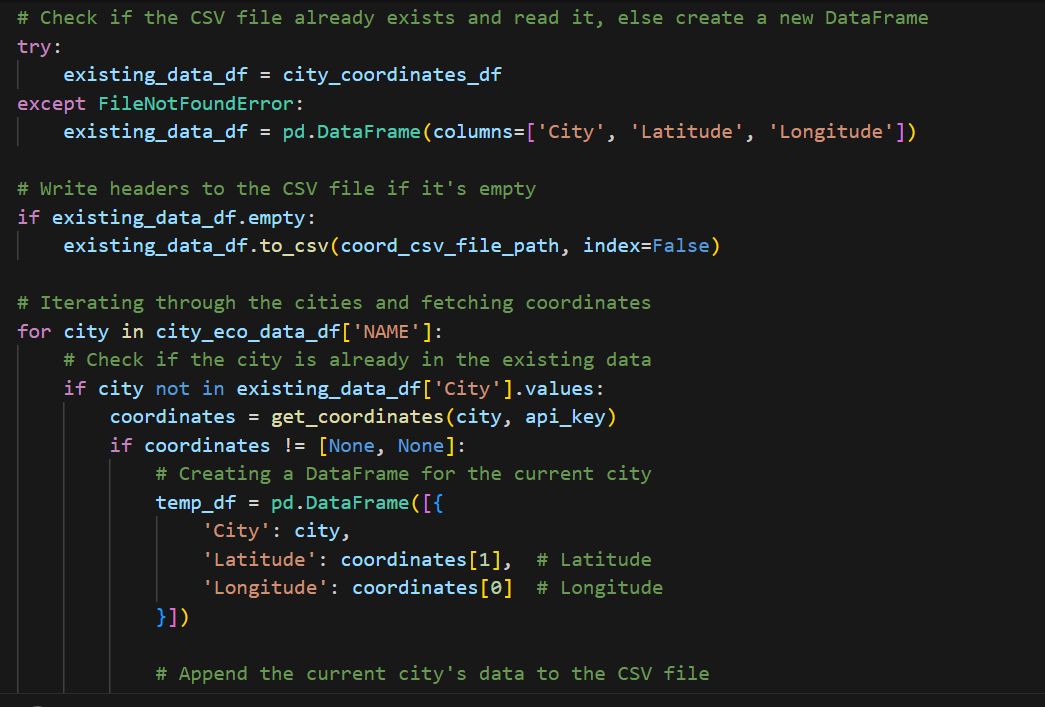 # Check if the CSV file already exists and read it, else create a new DataFrame
try:
    existing_data_df = city_coordinates_df
except FileNotFoundError:
    existing_data_df = pd.DataFrame(columns=['City', 'Latitude', 'Longitude'])

# Write headers to the CSV file if it's empty
if existing_data_df.empty:
    existing_data_df.to_csv(coord_csv_file_path, index=False)

# Iterating through the cities and fetching coordinates
for city in city_eco_data_df['NAME']:
    # Check if the city is already in the existing data
    if city not in existing_data_df['City'].values:
        coordinates = get_coordinates(city, api_key)
        if coordinates != [None, None]:
            # Creating a DataFrame for the current city
            temp_df = pd.DataFrame([{
                'City': city,
                'Latitude': coordinates[1],  # Latitude
                'Longitude': coordinates[0]  # Longitude
            }])

            # Append the current city's data to the CSV file